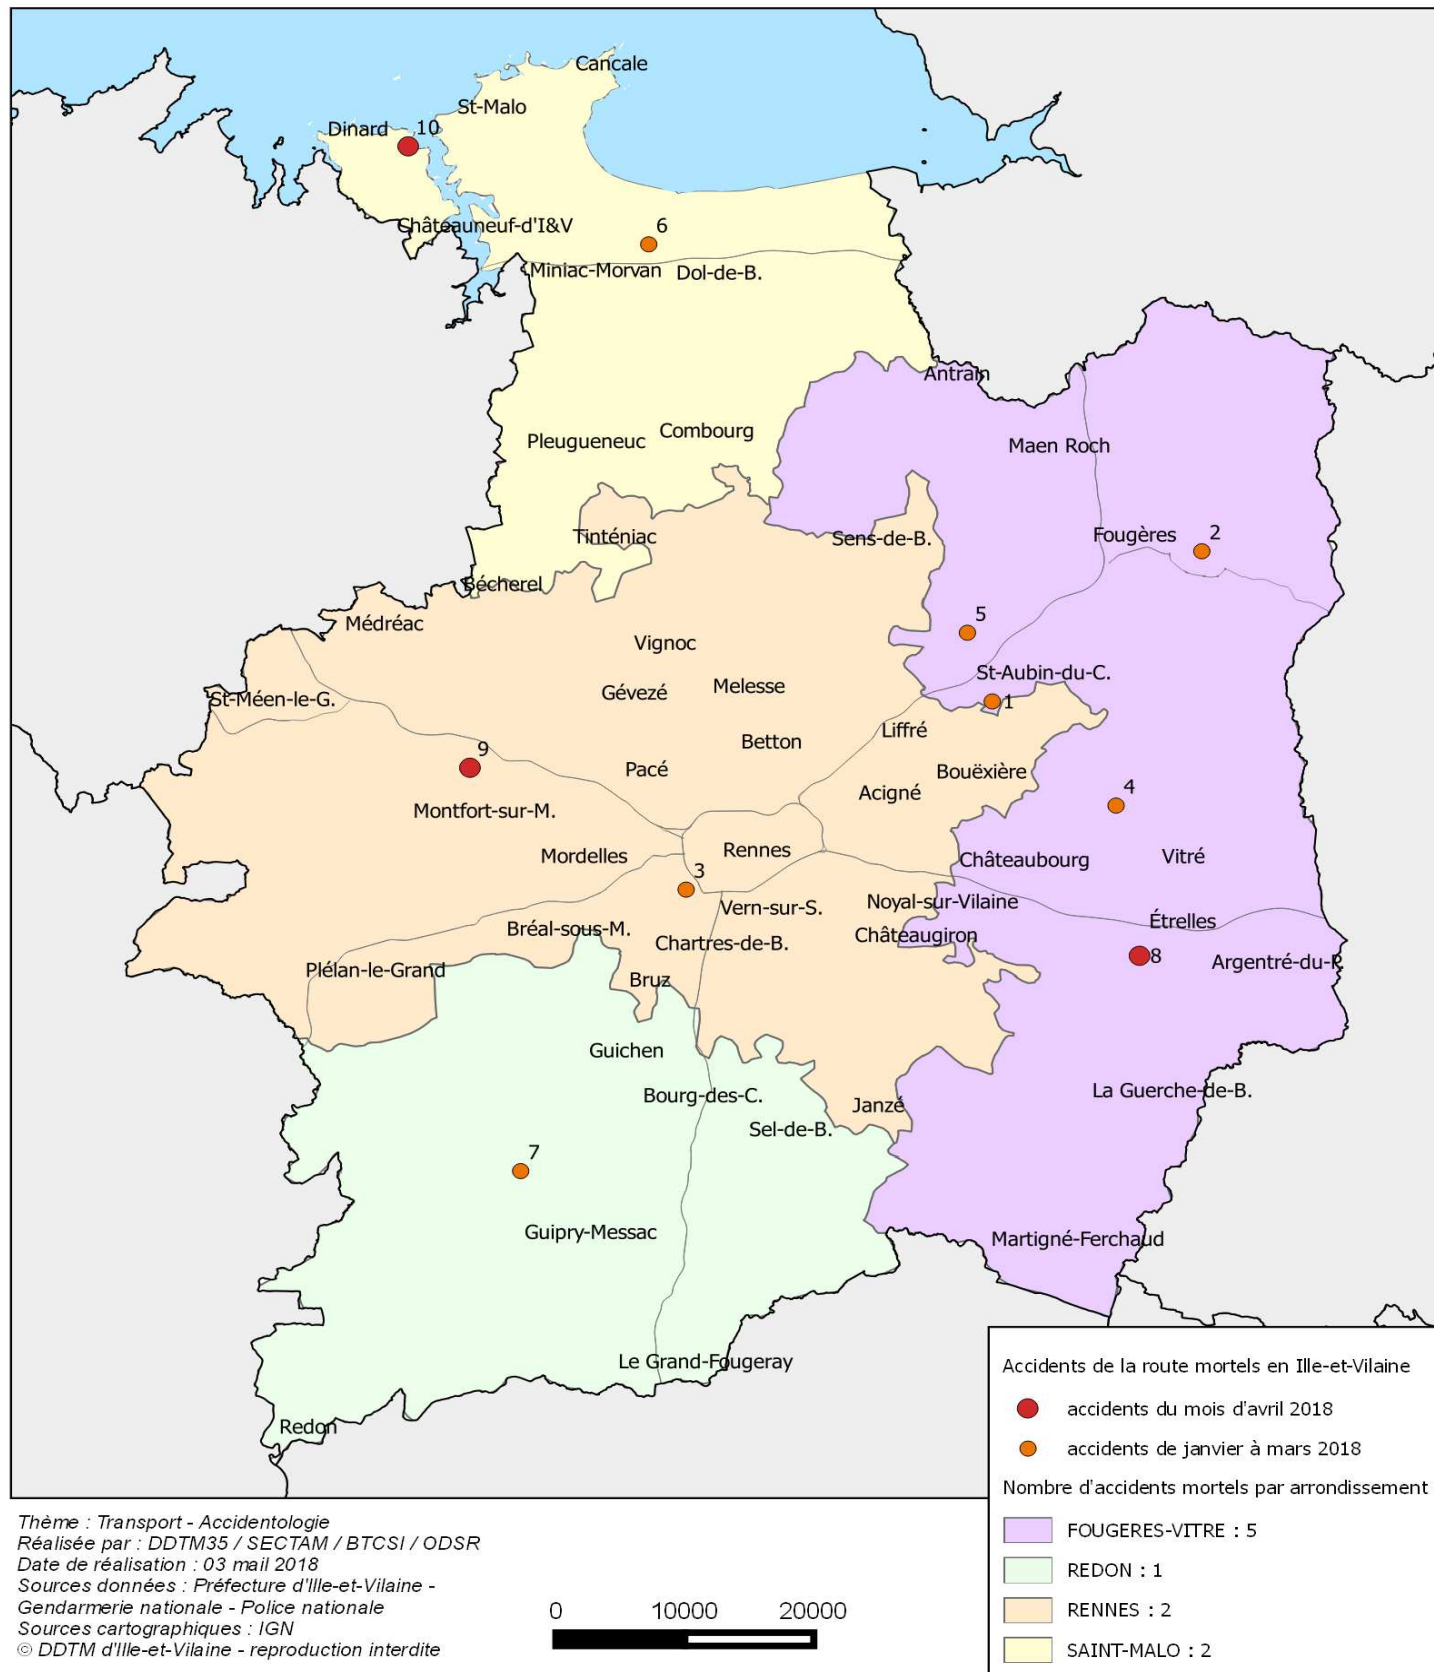 Cancale
St-Malo
Dinard
10
Châteauneuf-d'I&V
6
Miniac-Morvan
Dol-de-B.
Antrain
Combourg
Pleugueneuc
Maen Roch
Tinténiac
Sens-de-B.
Fougères
2
Bécherel
Médréac
5
Vignoc
St-Aubin-du-C.
St-Méen-le-G.
Gévezé
Melesse
1
Liffré
9
Betton
Pacé
Bouëxière
Acigné
4
Montfort-sur-M.
Mordelles
Rennes
Châteaubourg
Vitré
3
Vern-sur-S.
Noyal-sur-Vilaine
Étrelles
Bréal-sous-M.
Chartres-de-B.
Châteaugiron
8
Argentré-du-P.
Plélan-le-Grand
Bruz
Guichen
Bourg-des-C.
La Guerche-de-B.
Janzé
Sel-de-B.
7
Guipry-Messac
Martigné-Ferchaud
Le Grand-Fougeray
Redon
Accidents de la route mortels en Ille-et-Vilaine
accidents du mois d'avril 2018
accidents de janvier à mars 2018
Nombre d'accidents mortels par arrondissement
FOUGERES-VITRE : 5
REDON : 1
RENNES : 2
SAINT-MALO : 2
Thème : Transport - Accidentologie
Réalisée par : DDTM35 / SECTAM / BTCSI / ODSR
Date de réalisation : 03 mail 2018
Sources données : Préfecture d'Ille-et-Vilaine -
Gendarmerie nationale - Police nationale
Sources cartographiques : IGN
© DDTM d'Ille-et-Vilaine - reproduction interdite
0 10000 20000